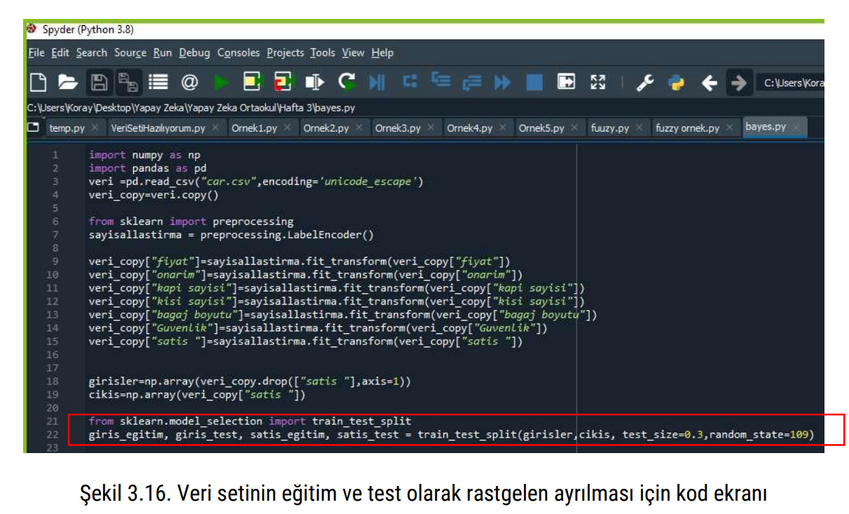 Spyder (Python 3.8)
File Edit Search Source Run Debug Consoles Projects Tools View Help
C:\Users\Kora
C:\Users\Koray\Desktop\Yapay Zeka\Yapay Zeka Ortaokul\Hafta 3\bayes.py
temp.py VeriSetiHazılıyorum.py Ornek1.py Ornek2.py Ornek3.py Ornek4.py Ornek5.py fuuzy.py fuzzy ornek.py bayes.py
1 import numpy as np
2 import pandas as pd
3 veri =pd.read_csv("car.csv",encoding='unicode_escape')
4 veri_copy=veri.copy()
5
6 from sklearn import preprocessing
7 sayisallastirma = preprocessing.LabelEncoder()
8
9 veri_copy["fiyat"]=sayisallastirma.fit_transform(veri_copy["fiyat"])
10 veri_copy["onarim"]=sayisallastirma.fit_transform(veri_copy["onarim"])
11 veri_copy["kapi sayisi"]=sayisallastirma.fit_transform(veri_copy["kapi sayisi"])
12 veri_copy["kisi sayisi"]=sayisallastirma.fit_transform(veri_copy["kisi sayisi"])
13 veri_copy["bagaj boyutu"]=sayisallastirma.fit_transform(veri_copy["bagaj boyutu"])
14 veri_copy["Guvenlik"]=sayisallastirma.fit_transform(veri_copy["Guvenlik"])
15 veri_copy["satis "]=sayisallastirma.fit_transform(veri_copy["satis "])
16
17
18 girisler=np.array(veri_copy.drop(["satis "],axis=1))
19 cikis=np.array(veri_copy["satis "])
20
21 from sklearn.model_selection import train_test_split
22 giris_egitim, giris_test, satis_egitim, satis_test = train_test_split(girisler,cikis, test_size=0.3,random_state=109)
23
Şekil 3.16. Veri setinin eğitim ve test olarak rastgelen ayrılması için kod ekranı